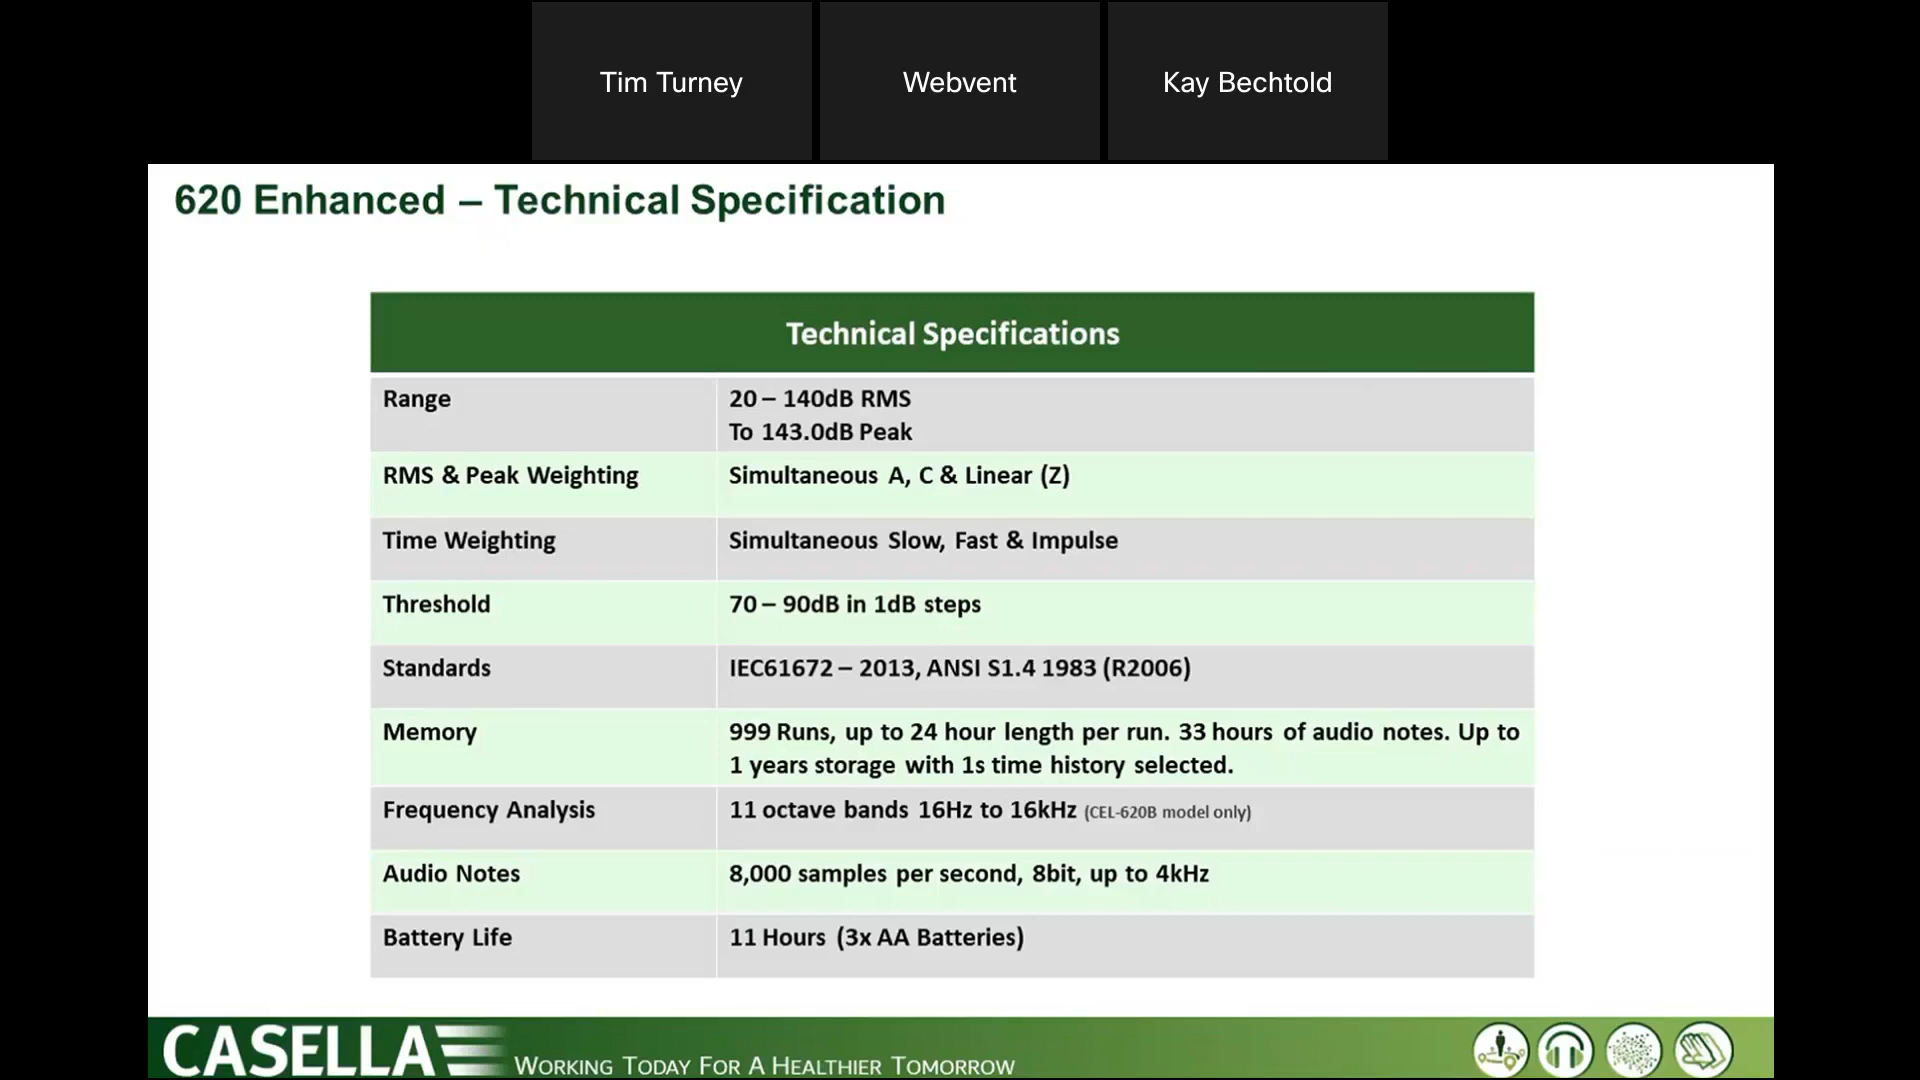 Tim Turney
Webvent
Kay Bechtold
620 Enhanced – Technical Specification
Technical Specifications
Range
20 – 140dB RMS
To 143.0dB Peak
RMS & Peak Weighting
Simultaneous A, C & Linear (Z)
Time Weighting
Simultaneous Slow, Fast & Impulse
Threshold
70 – 90dB in 1dB steps
Standards
IEC61672 – 2013, ANSI S1.4 1983 (R2006)
Memory
999 Runs, up to 24 hour length per run. 33 hours of audio notes. Up to
1 years storage with 1s time history selected.
Frequency Analysis
11 octave bands 16Hz to 16kHz (CEL-620B model only)
Audio Notes
8,000 samples per second, 8bit, up to 4kHz
Battery Life
11 Hours (3x AA Batteries)
CASELLA
WORKING TODAY FOR A HEALTHIER TOMORROW